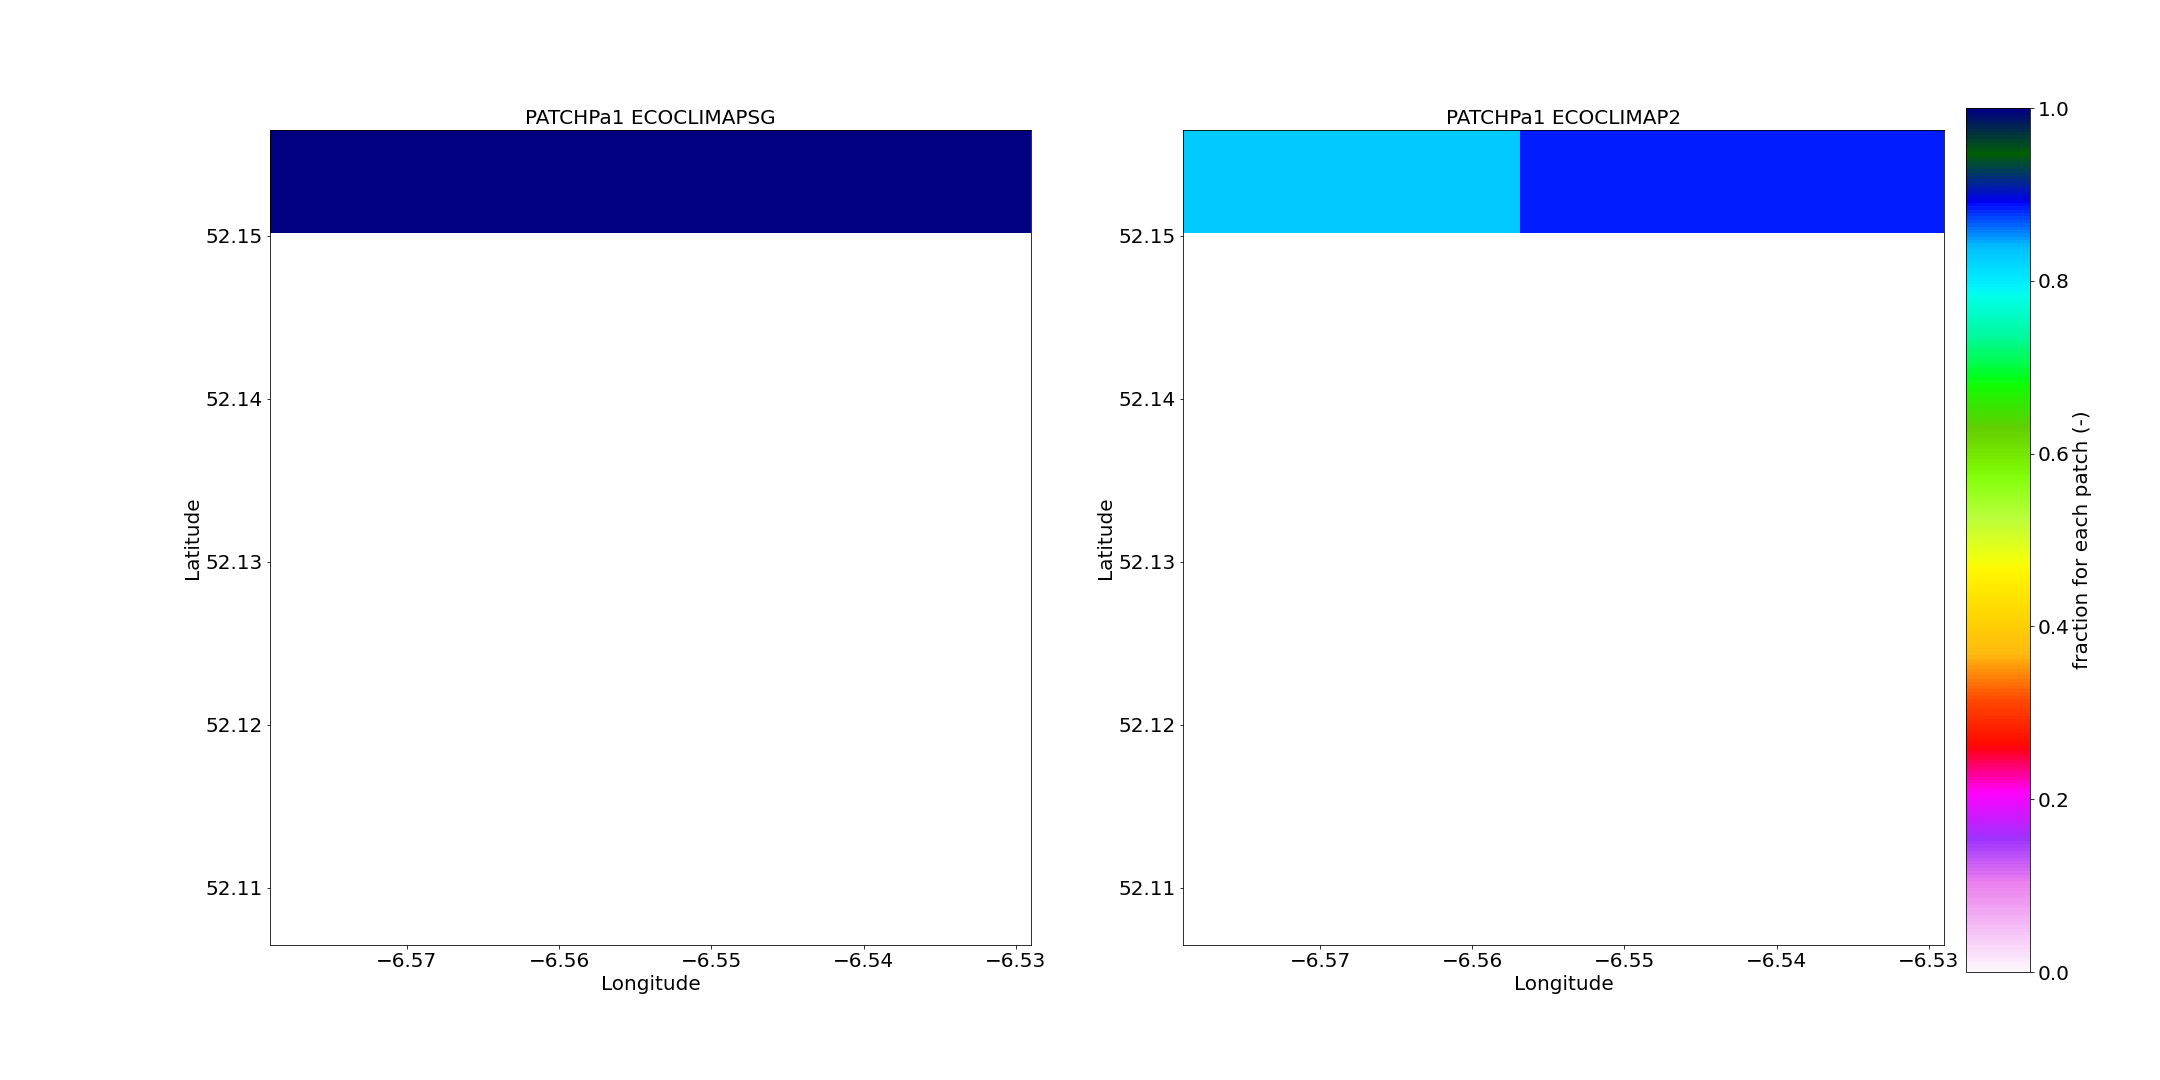 PATCHPa1 ECOCLIMAPSG
52.15
52.14
52.13
52.12
52.11
Latitude
−6.57 −6.56 −6.55 −6.54 −6.53
Longitude
PATCHPa1 ECOCLIMAP2
52.15
52.14
52.13
52.12
52.11
Latitude
−6.57 −6.56 −6.55 −6.54 −6.53
Longitude
1.0
0.8
0.6
0.4
0.2
0.0
fraction for each patch (-)